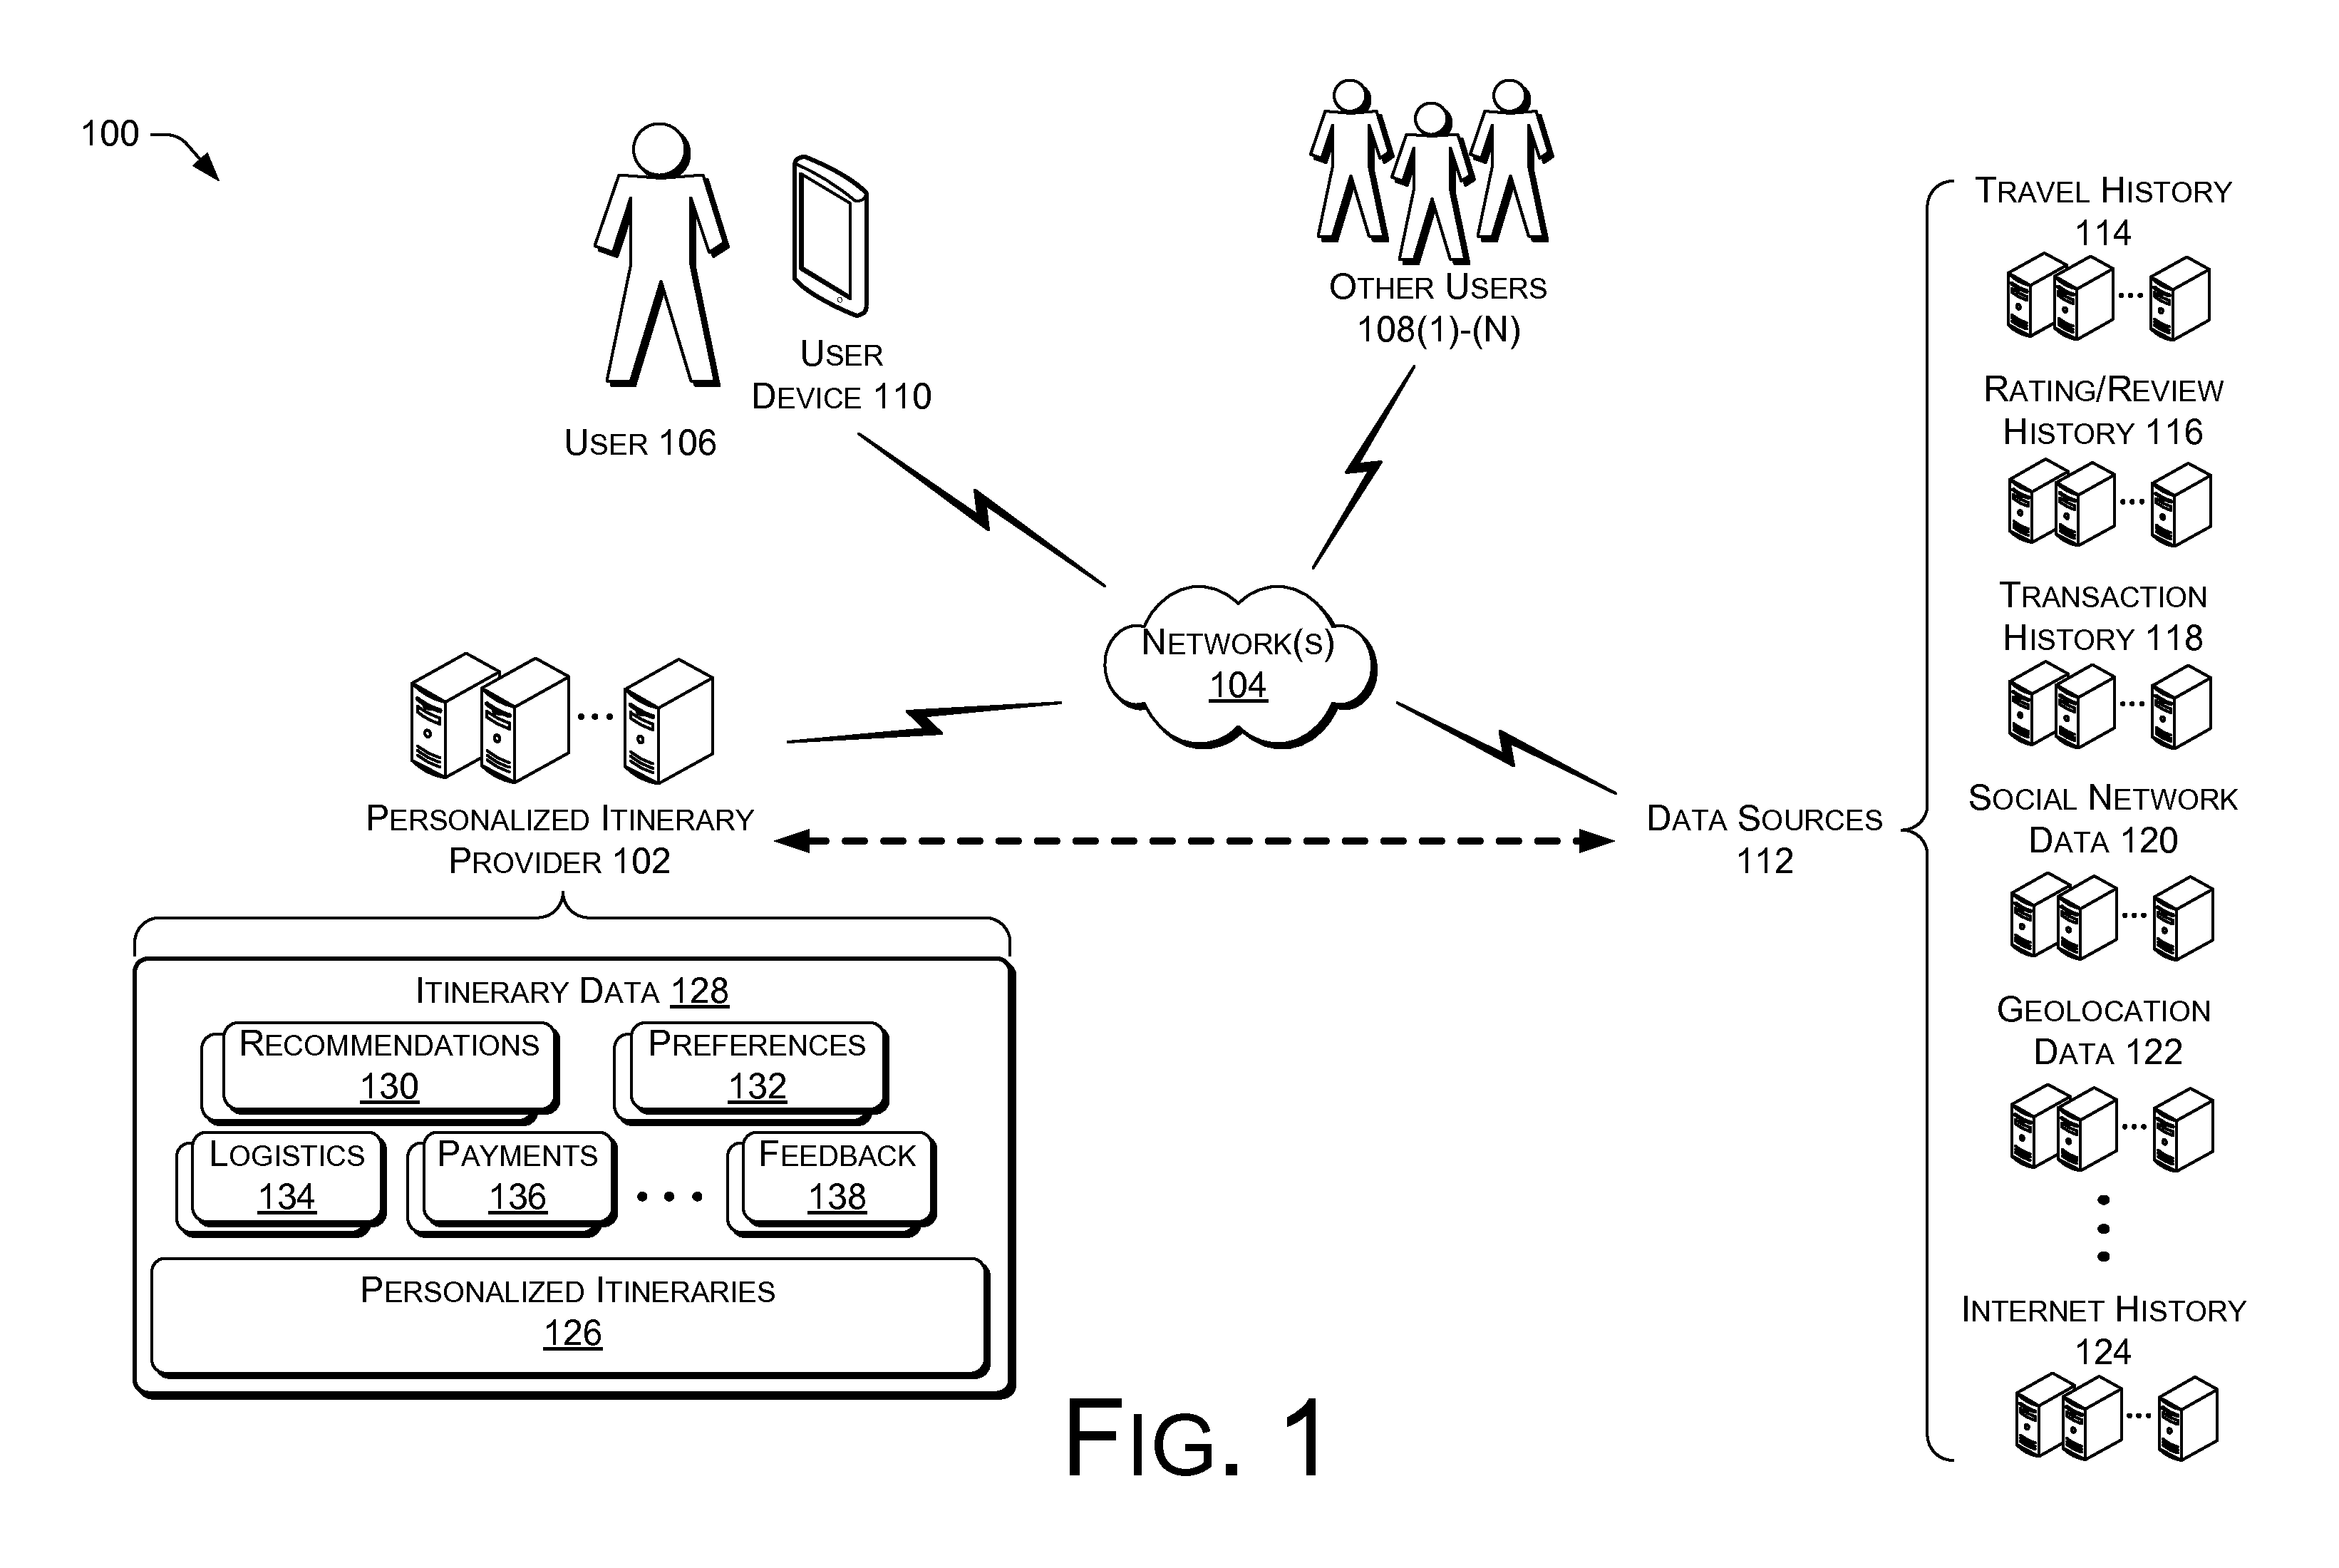 100
User 106
User
Device 110
Other Users
108(1)-(N)
Network(s)
104
Personalized Itinerary
Provider 102
Data Sources
112
Travel History
114
Rating/Review
History 116
Transaction
History 118
Social Network
Data 120
Geolocation
Data 122
Internet History
124
Itinerary Data 128
Recommendations
130
Preferences
132
Logistics
134
Payments
136
Feedback
138
Personalized Itineraries
126
Fig. 1